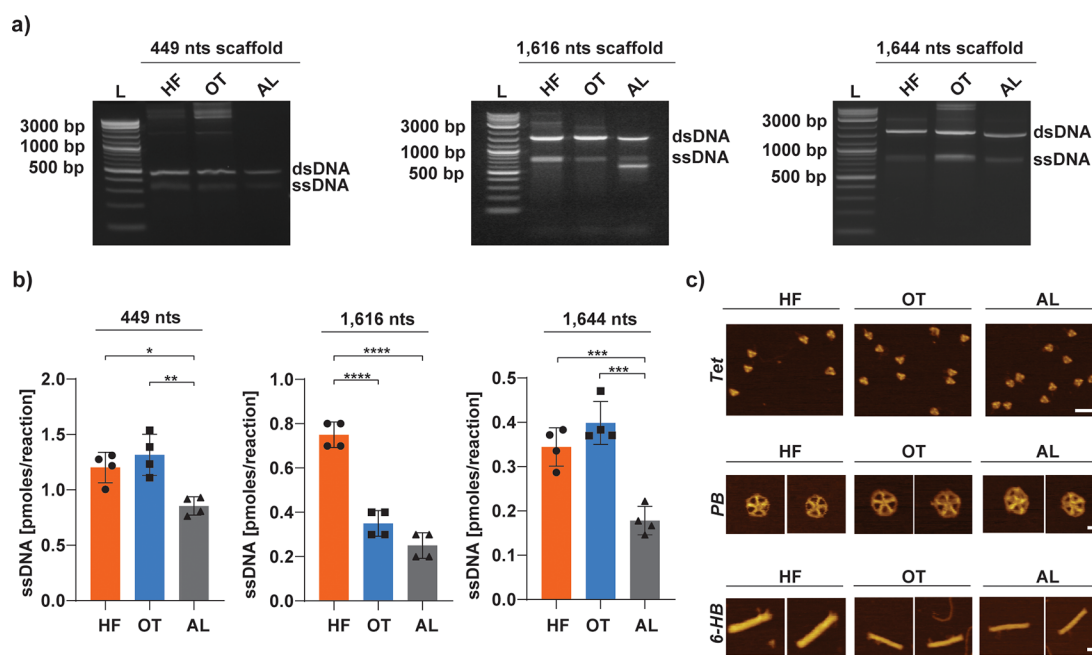 a)
449 nts scaffold
L HF OT AL
3000 bp
1000 bp
500 bp
dsDNA
ssDNA
1,616 nts scaffold
L HF OT AL
3000 bp
1000 bp
500 bp
dsDNA
ssDNA
1,644 nts scaffold
L HF OT AL
3000 bp
1000 bp
500 bp
dsDNA
ssDNA
b)
449 nts
*
**
ssDNA [pmoles/reaction]
2.0
1.5
1.0
0.5
0.0
HF OT AL
1,616 nts
****
****
ssDNA [pmoles/reaction]
1.0
0.8
0.6
0.4
0.2
0.0
HF OT AL
1,644 nts
***
***
ssDNA [pmoles/reaction]
0.5
0.4
0.3
0.2
0.1
0.0
HF OT AL
c)
HF OT AL
Tet
HF OT AL
PB
HF OT AL
6-HB